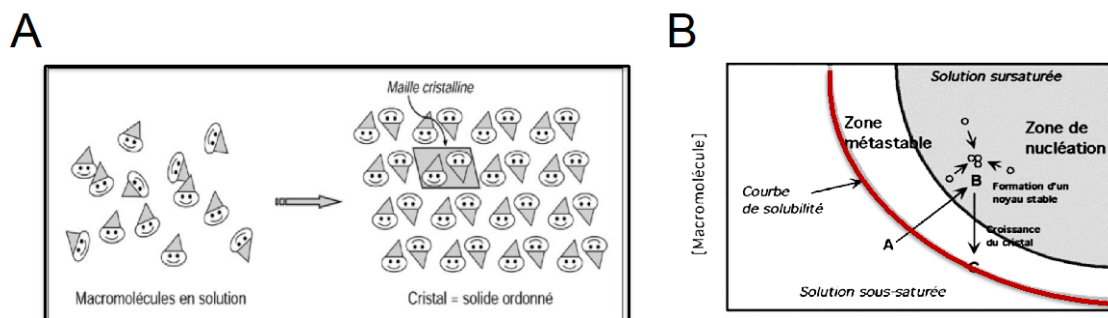 A
Maille cristalline
Macromolécules en solution
Cristal = solide ordonné
B
[Macromolécule]
Solution sursaturée
Zone
métastable
Zone de
nucléation
B
Formation d'un
noyau stable
Courbe
de solubilité
Croissance
du cristal
A
C
Solution sous-saturée